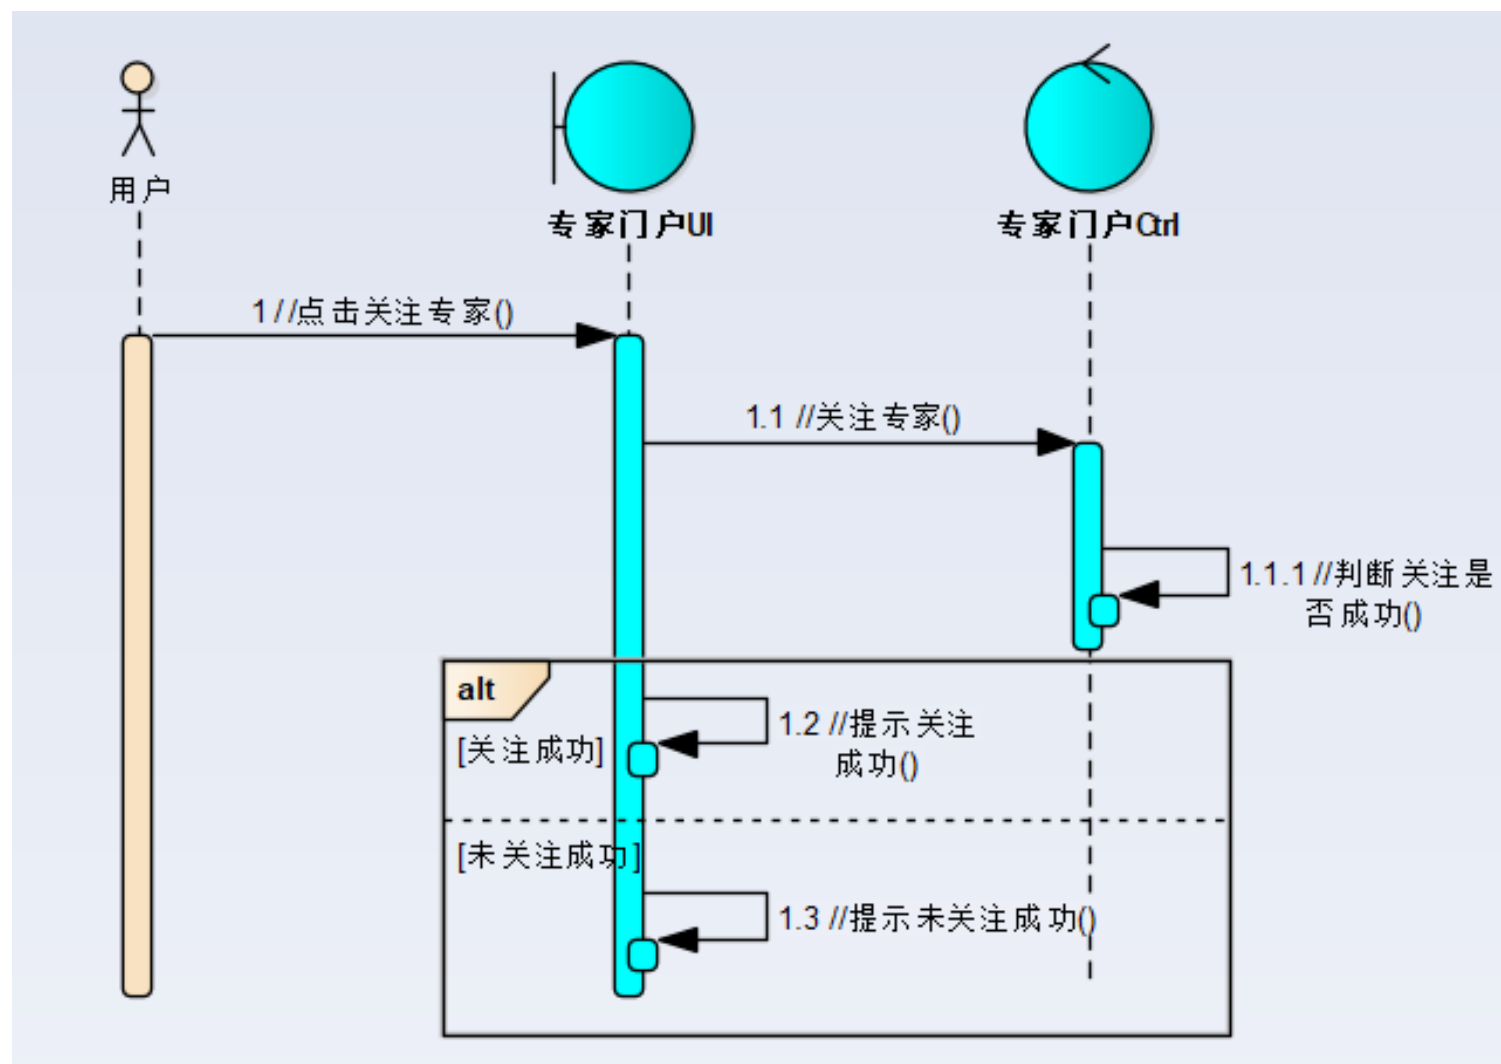 用户
专家门户UI
专家门户Ctrl
1 //点击关注专家()
1.1 //关注专家()
1.1.1 //判断关注是
否成功()
alt
[关注成功]
1.2 //提示关注
成功()
[未关注成功]
1.3 //提示未关注成功()